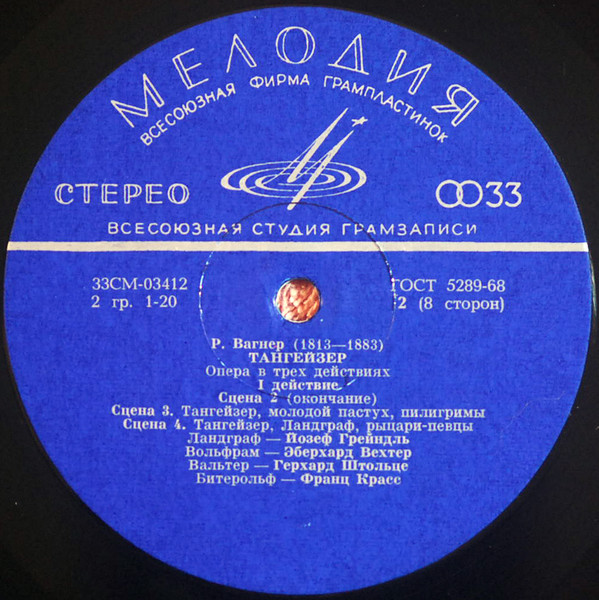 МЕЛОДИЯ
ВСЕСОЮЗНАЯ ФИРМА ГРАМПЛАСТИНОК
СТЕРЕО
33
ВСЕСОЮЗНАЯ СТУДИЯ ГРАМЗАПИСИ
33СМ-03412
ГОСТ 5289-68
2 гр. 1-20
2 (8 сторон)
Р. Вагнер (1813—1883)
ТАНГЕЙЗЕР
Опера в трех действиях
I действие
Сцена 2 (окончание)
Сцена 3. Тангейзер, молодой пастух, пилигримы
Сцена 4. Тангейзер, Ландграф, рыцари-певцы
Ландграф — Йозеф Грейндль
Вольфрам — Эберхард Вехтер
Вальтер — Герхард Штольце
Битерольф — Франц Красс